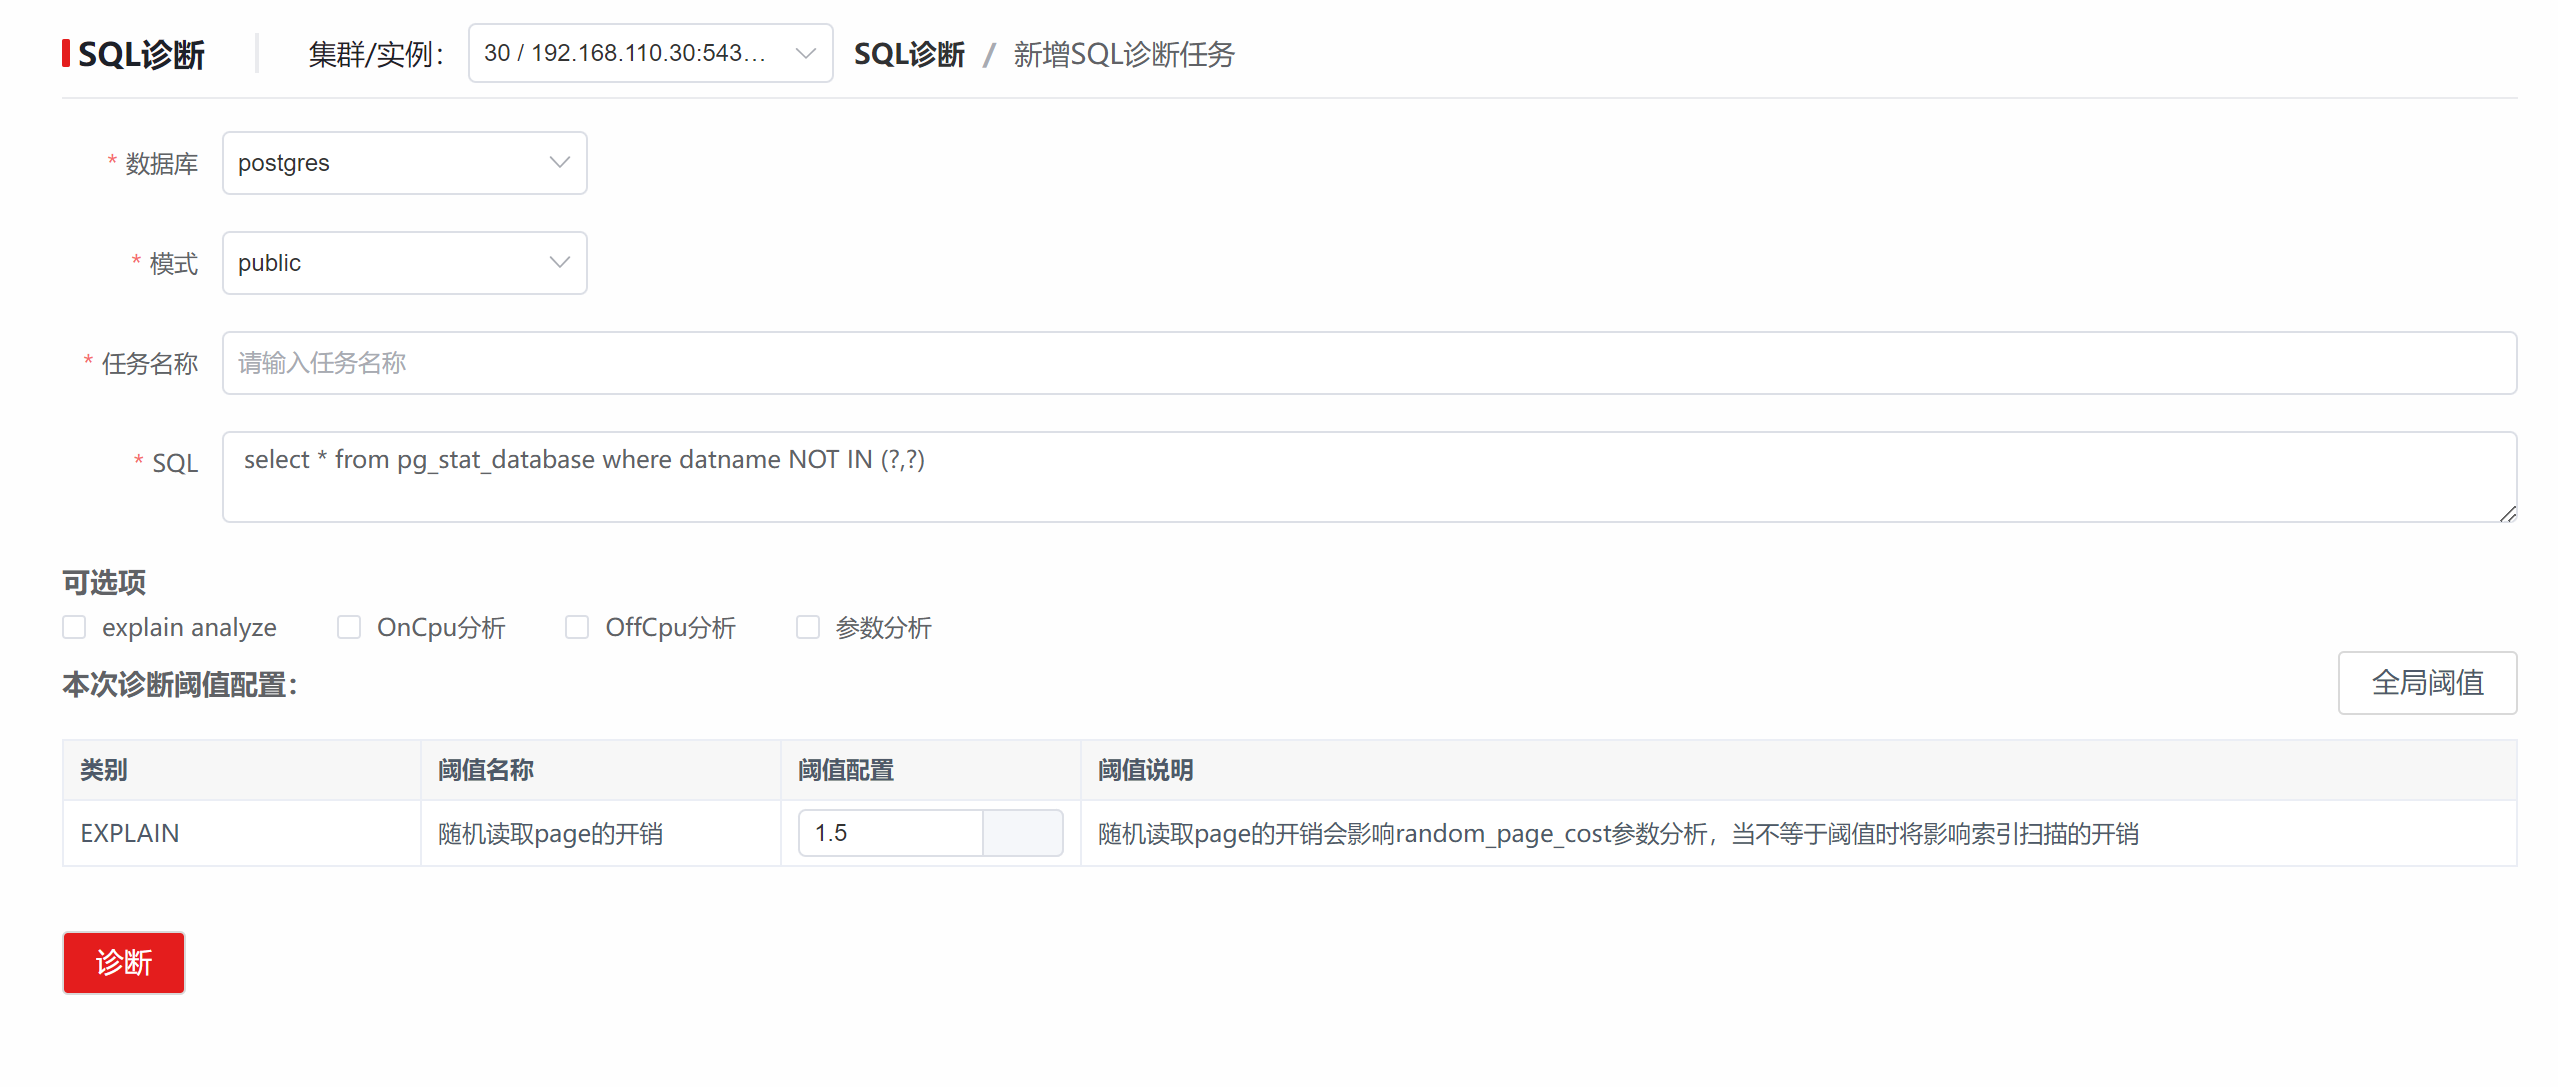 SQL诊断 集群/实例： 30 / 192.168.110.30:543... SQL诊断 / 新增SQL诊断任务
* 数据库 postgres
* 模式 public
* 任务名称 请输入任务名称
* SQL select * from pg_stat_database where datname NOT IN (?,?)
可选项
explain analyze OnCpu分析 OffCpu分析 参数分析
本次诊断阈值配置： 全局阈值
类别 阈值名称 阈值配置 阈值说明
EXPLAIN 随机读取page的开销 1.5 随机读取page的开销会影响random_page_cost参数分析，当不等于阈值时将影响索引扫描的开销
诊断